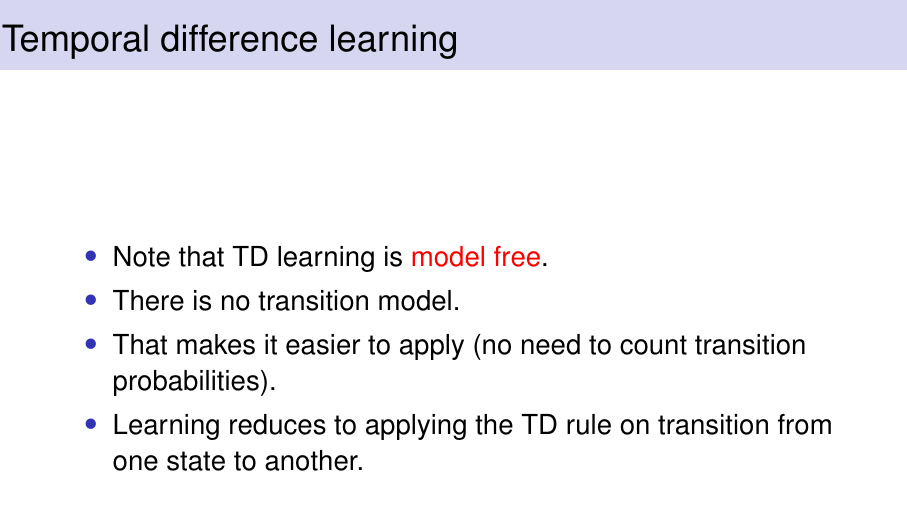 Temporal difference learning
• Note that TD learning is model free.
• There is no transition model.
• That makes it easier to apply (no need to count transition
probabilities).
• Learning reduces to applying the TD rule on transition from
one state to another.